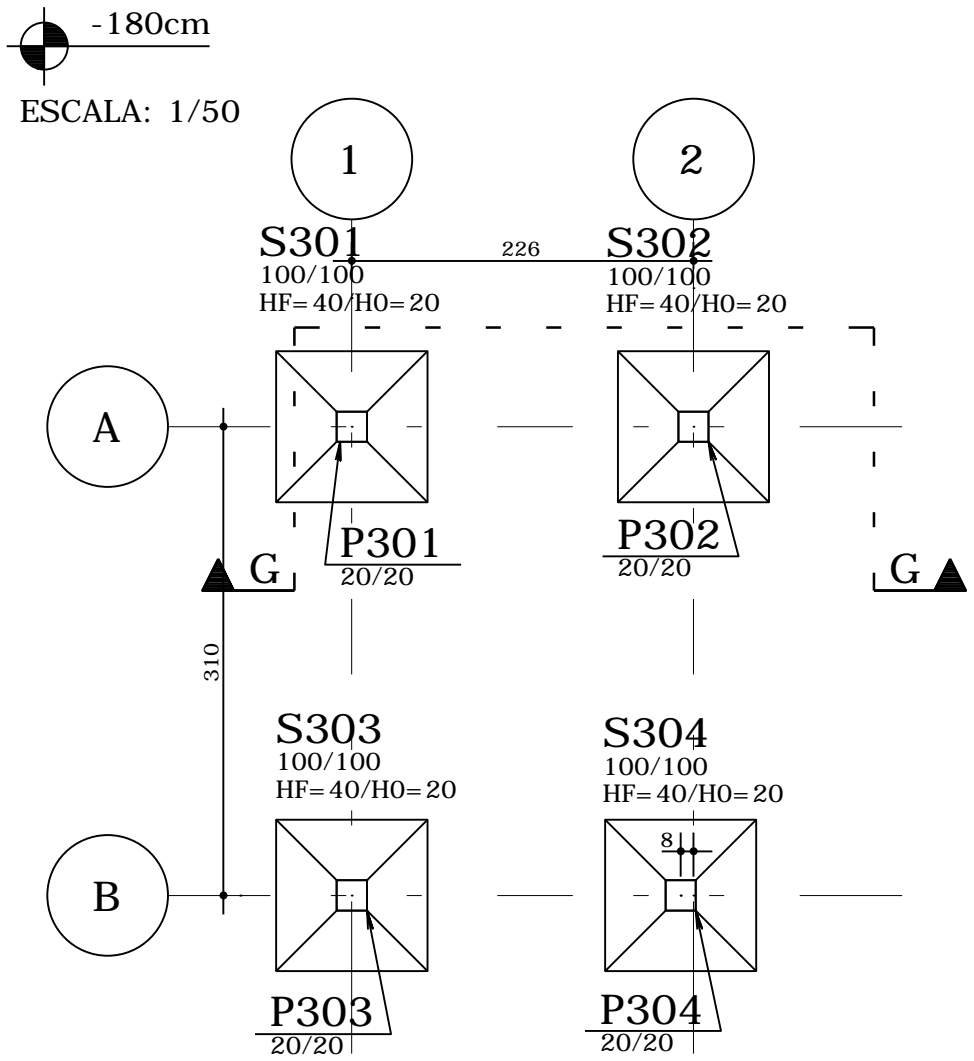 -180cm
ESCALA: 1/50
1
2
S301
100/100
HF=40/H0=20
226
S302
100/100
HF=40/H0=20
A
P301
20/20
P302
20/20
G
G
310
S303
100/100
HF=40/H0=20
S304
100/100
HF=40/H0=20
8
B
P303
20/20
P304
20/20